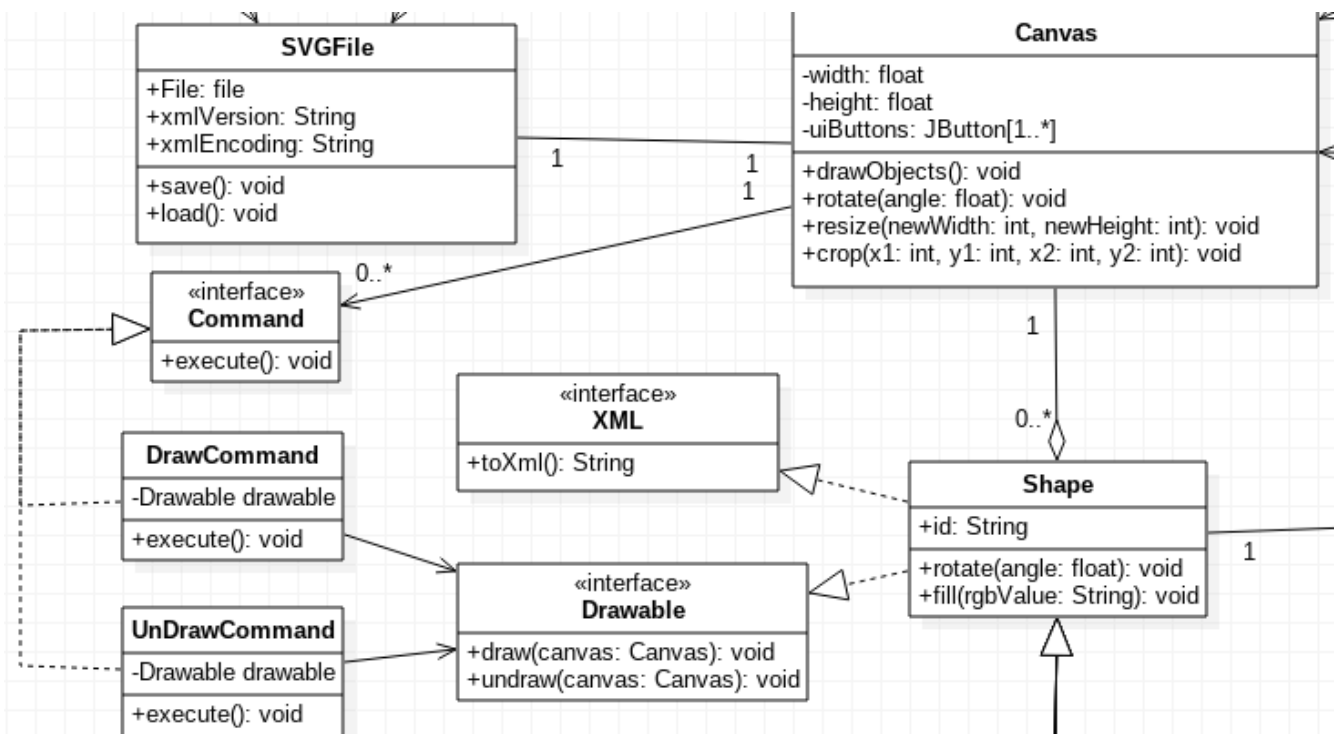 SVGFile
+File: file
+xmlVersion: String
+xmlEncoding: String
+save(): void
+load(): void
Canvas
-width: float
-height: float
-uiButtons: JButton[1..*]
+drawObjects(): void
+rotate(angle: float): void
+resize(newWidth: int, newHeight: int): void
+crop(x1: int, y1: int, x2: int, y2: int): void
1
1
1
0..*
«interface»
Command
+execute(): void
1
0..*
«interface»
XML
+toXml(): String
DrawCommand
-Drawable drawable
+execute(): void
Shape
+id: String
+rotate(angle: float): void
+fill(rgbValue: String): void
1
«interface»
Drawable
+draw(canvas: Canvas): void
+undraw(canvas: Canvas): void
UnDrawCommand
-Drawable drawable
+execute(): void